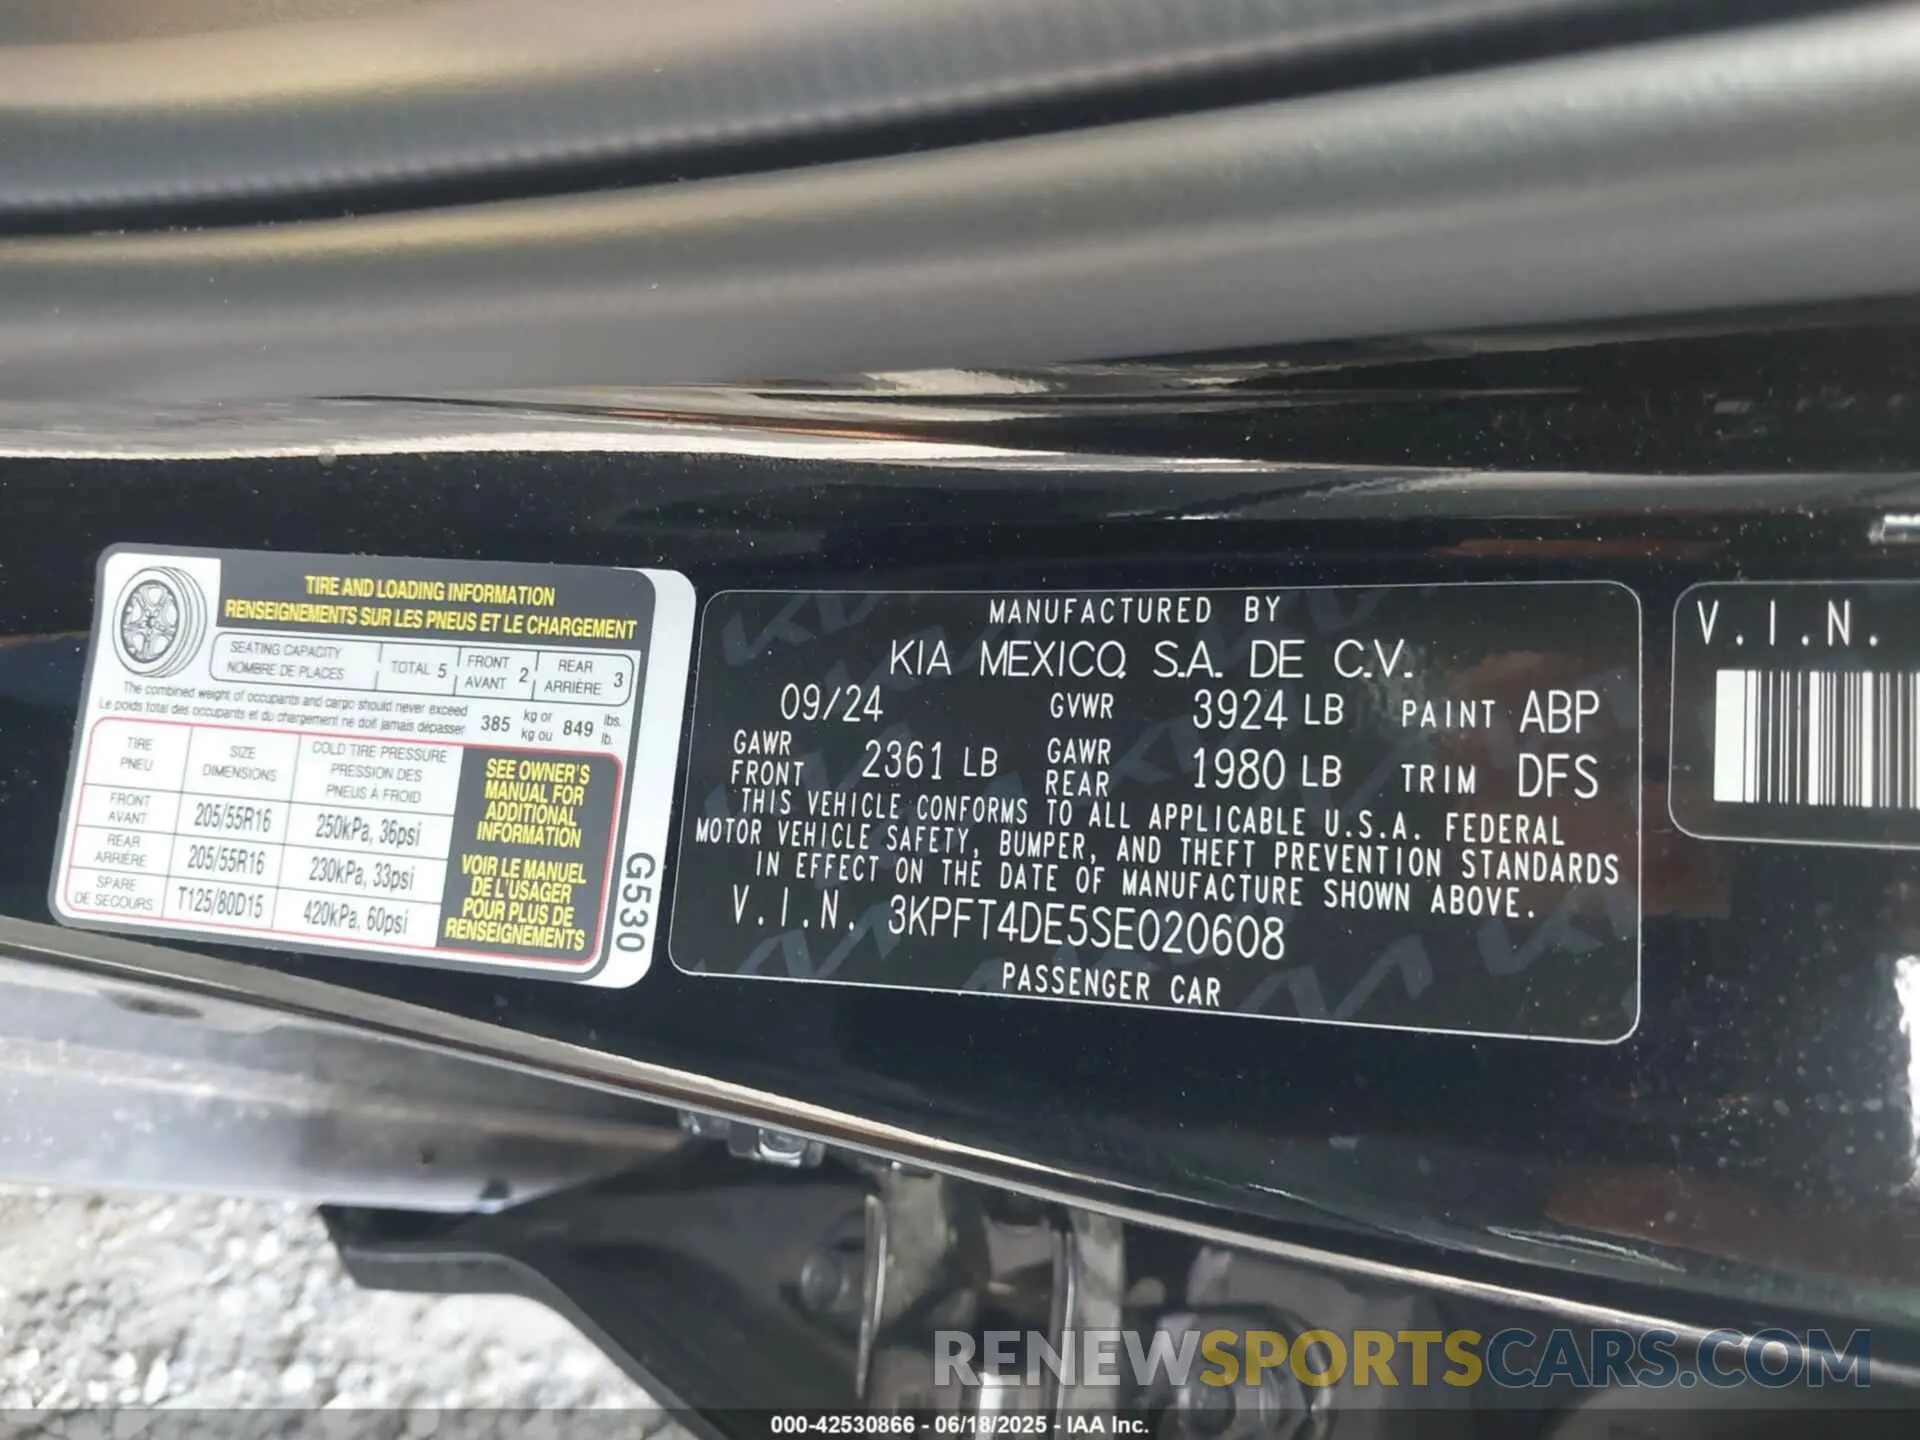 TIRE AND LOADING INFORMATION
RENSEIGNEMENTS SUR LES PNEUS ET LE CHARGEMENT
SEATING CAPACITY
NOMBRE DE PLACES
TOTAL 5
FRONT
AVANT 2
REAR
ARRIÈRE 3
The combined weight of occupants and cargo should never exceed
Le poids total des occupants et du chargement ne doit jamais dépasser
385 kg or
kg ou 849 lbs.
lb.
TIRE
PNEU
SIZE
DIMENSIONS
COLD TIRE PRESSURE
PRESSION DES
PNEUS À FROID
FRONT
AVANT
205/55R16
250kPa, 36psi
REAR
ARRIÈRE
205/55R16
230kPa, 33psi
SPARE
DE SECOURS
T125/80D15
420kPa, 60psi
SEE OWNER'S
MANUAL FOR
ADDITIONAL
INFORMATION
VOIR LE MANUEL
DE L'USAGER
POUR PLUS DE
RENSEIGNEMENTS
G530
MANUFACTURED BY
KIA MEXICO, S.A. DE C.V.
09/24 GVWR 3924 LB PAINT ABP
GAWR
FRONT 2361 LB GAWR
REAR 1980 LB TRIM DFS
THIS VEHICLE CONFORMS TO ALL APPLICABLE U.S.A. FEDERAL
MOTOR VEHICLE SAFETY, BUMPER, AND THEFT PREVENTION STANDARDS
IN EFFECT ON THE DATE OF MANUFACTURE SHOWN ABOVE.
V.I.N. 3KPFT4DE5SE020608
PASSENGER CAR
V.I.N.
RENEWSPORTSCARS.COM
000-42530866 - 06/18/2025 - IAA Inc.